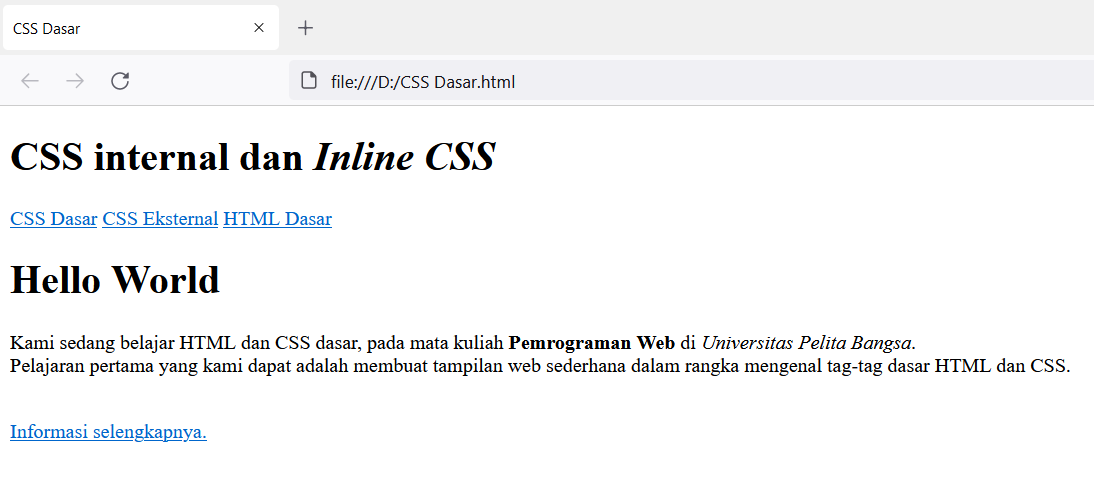 CSS Dasar
file:///D:/CSS Dasar.html
CSS internal dan Inline CSS
CSS Dasar CSS Eksternal HTML Dasar
Hello World
Kami sedang belajar HTML dan CSS dasar, pada mata kuliah Pemrograman Web di Universitas Pelita Bangsa.
Pelajaran pertama yang kami dapat adalah membuat tampilan web sederhana dalam rangka mengenal tag-tag dasar HTML dan CSS.
Informasi selengkapnya.